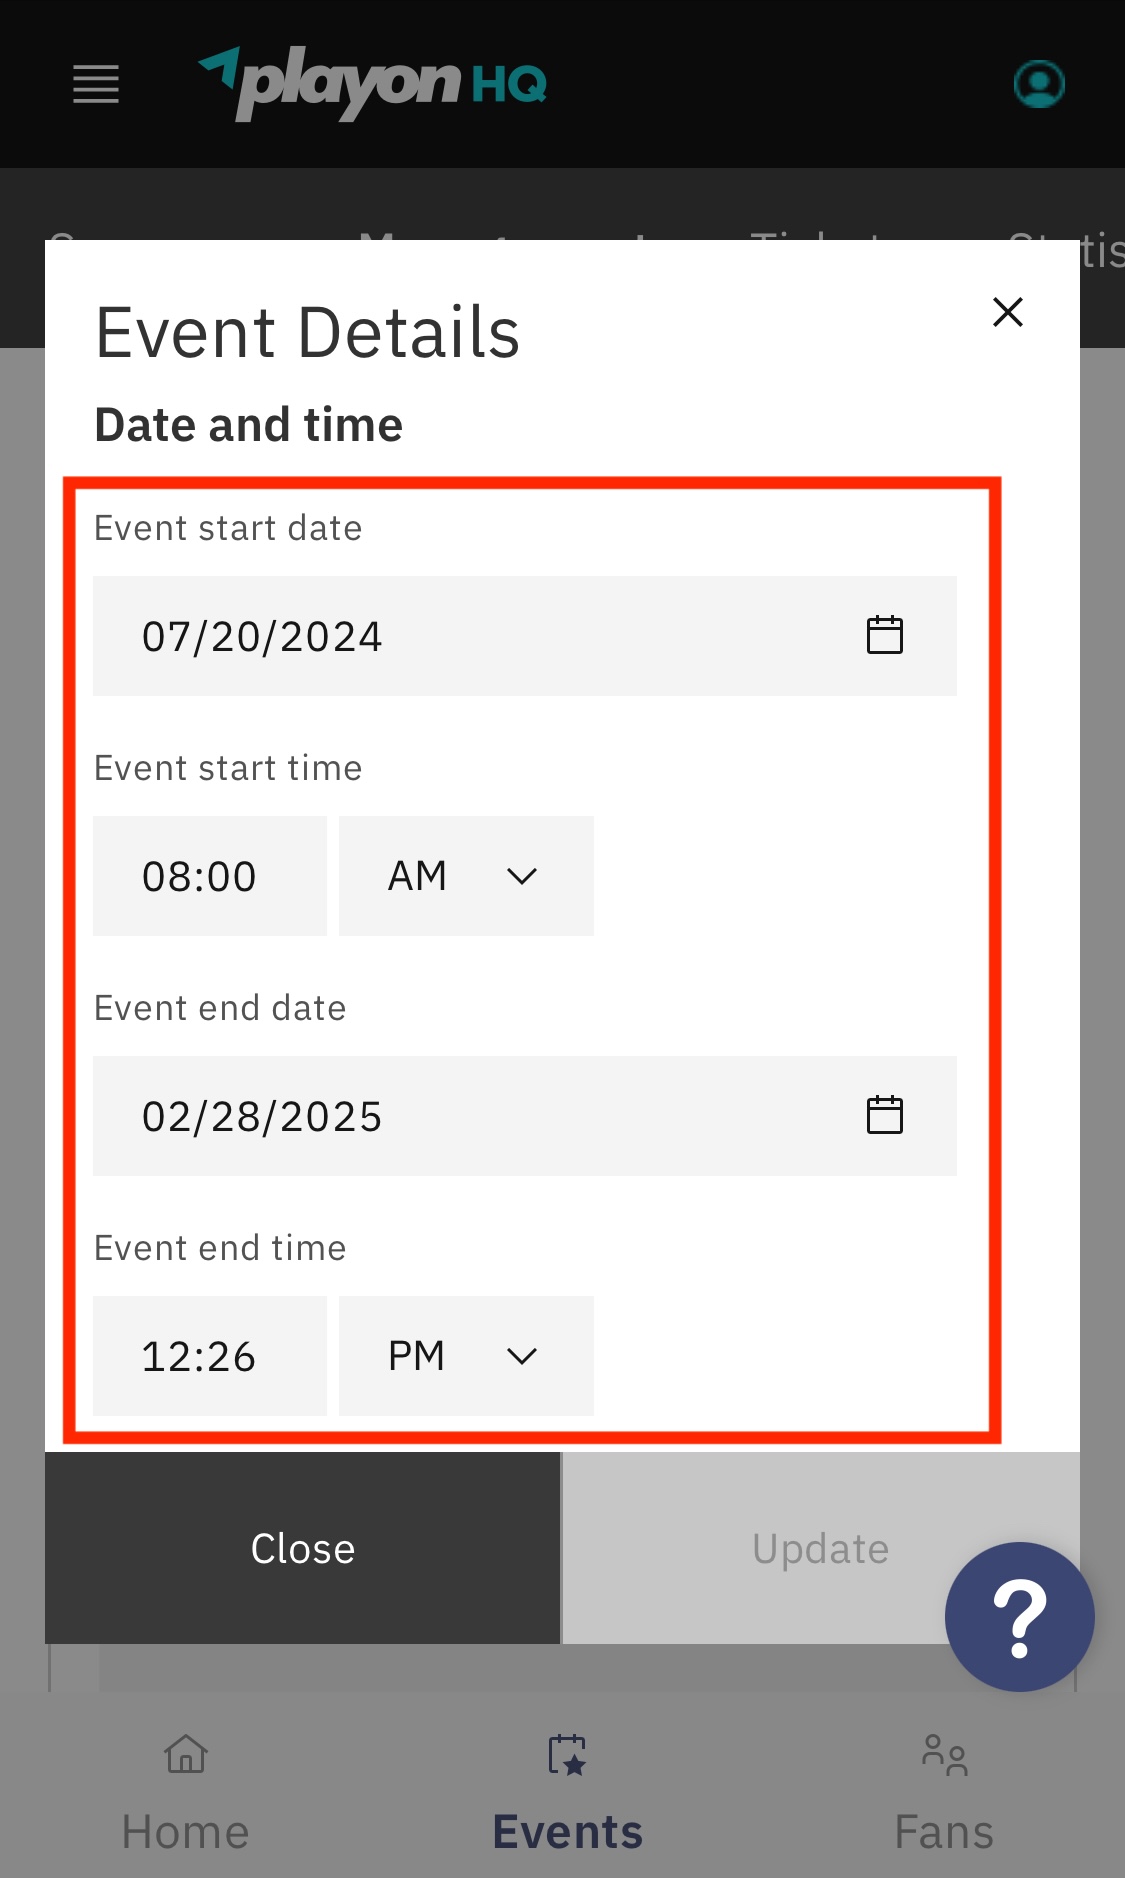 playon HQ
Event Details
Date and time
Event start date
07/20/2024
Event start time
08:00 AM
Event end date
02/28/2025
Event end time
12:26 PM
Close Update
?
Home Events Fans